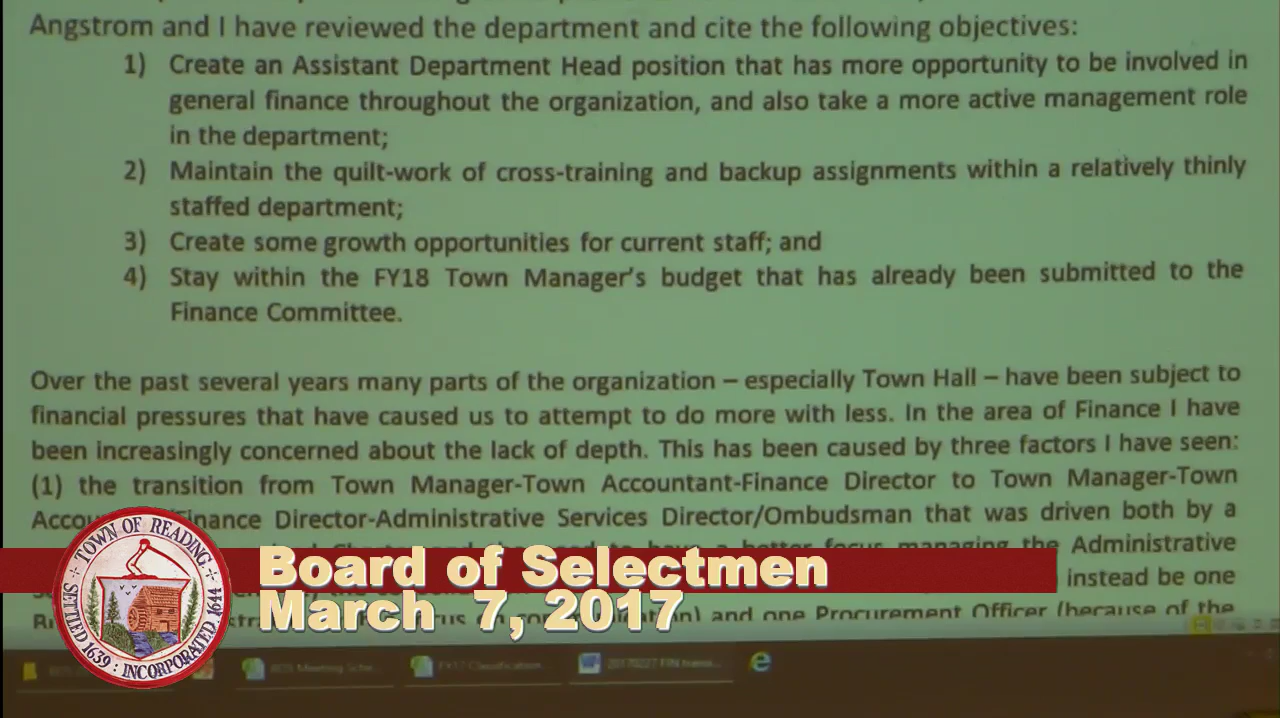 Angstrom and I have reviewed the department and cite the following objectives:
1) Create an Assistant Department Head position that has more opportunity to be involved in
general finance throughout the organization, and also take a more active management role
in the department;
2) Maintain the quilt-work of cross-training and backup assignments within a relatively thinly
staffed department;
3) Create some growth opportunities for current staff; and
4) Stay within the FY18 Town Manager's budget that has already been submitted to the
Finance Committee.
Over the past several years many parts of the organization – especially Town Hall – have been subject to
financial pressures that have caused us to attempt to do more with less. In the area of Finance I have
been increasingly concerned about the lack of depth. This has been caused by three factors I have seen:
(1) the transition from Town Manager-Town Accountant-Finance Director to Town Manager-Town
Finance Director-Administrative Services Director/Ombudsman that was driven both by a
a better focus managing the Administrative
instead be one
and one Procurement Officer (because of the
TOWN OF READING
SETTLED 1639 : INCORPORATED 1644
Board of Selectmen
March 7, 2017
FY17 Classification